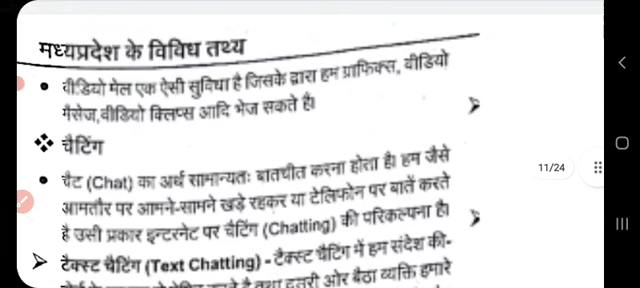 मध्यप्रदेश के विविध तथ्य
वीडियो मेल एक ऐसी सुविधा है जिसके द्वारा हम ग्राफिक्स, वीडियो
मैसेज,वीडियो क्लिप्स आदि भेज सकते हैं।
चैटिंग
चैट (Chat) का अर्थ सामान्यतः बातचीत करना होता है। हम जैसे
आमतौर पर आमने-सामने खड़े रहकर या टेलिफोन पर बातें करते
है उसी प्रकार इन्टरनेट पर चैटिंग (Chatting) की परिकल्पना है।
टैक्स्ट चैटिंग (Text Chatting) - टैक्स्ट चैटिंग में हम संदेश की-
तथा दूसरी ओर बैठा व्यक्ति हमारे
11/24